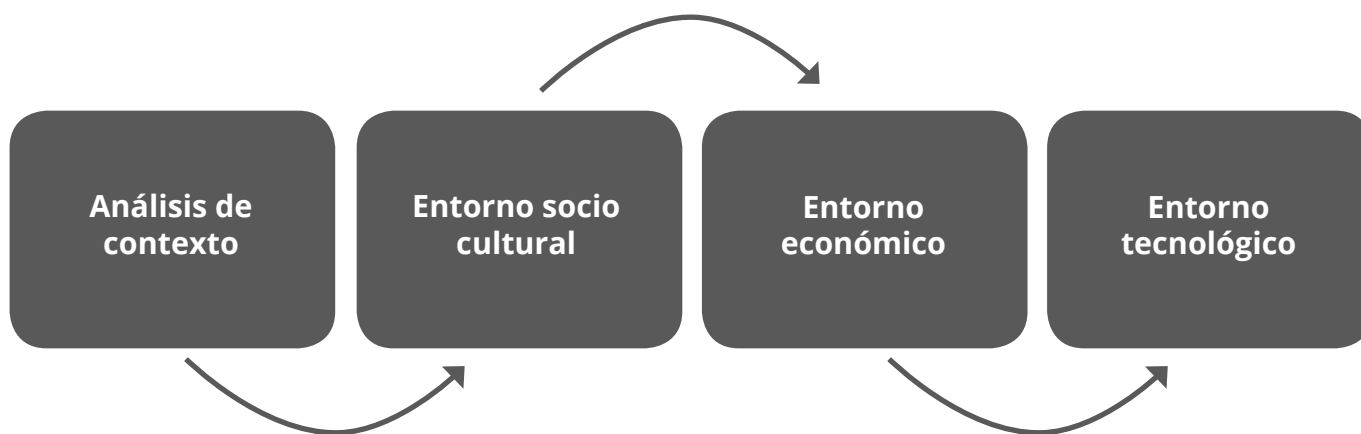 Análisis de
contexto
Entorno socio
cultural
Entorno
económico
Entorno
tecnológico